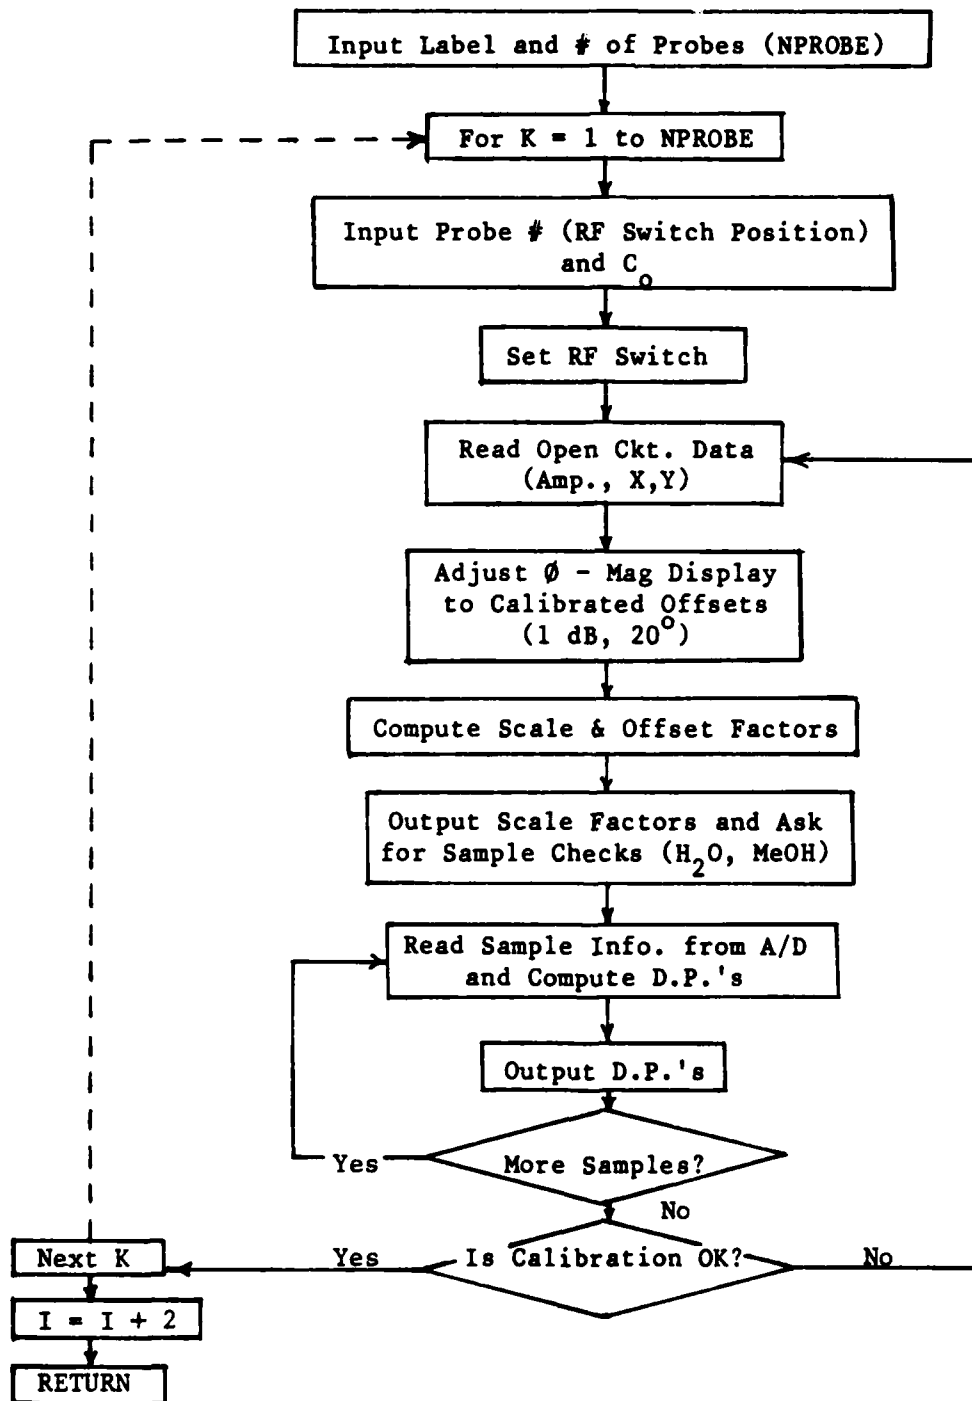 Input Label and # of Probes (NPROBE)
For K = 1 to NPROBE
Input Probe # (RF Switch Position)
and C_o
Set RF Switch
Read Open Ckt. Data
(Amp., X,Y)
Adjust Ø - Mag Display
to Calibrated Offsets
(1 dB, 20°)
Compute Scale & Offset Factors
Output Scale Factors and Ask
for Sample Checks (H₂O, MeOH)
Read Sample Info. from A/D
and Compute D.P.'s
Output D.P.'s
More Samples?
Yes
No
Is Calibration OK?
Yes
No
Next K
I = I + 2
RETURN